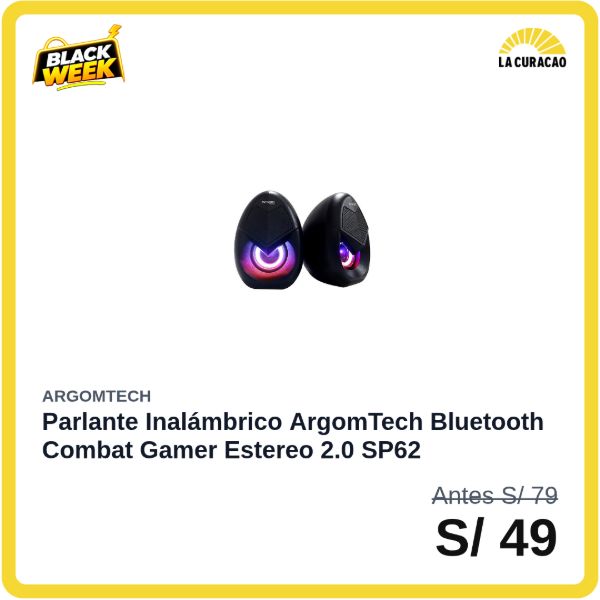 BLACK
WEEK
LA CURACAO
ARGOMTECH
Parlante Inalámbrico ArgomTech Bluetooth
Combat Gamer Estereo 2.0 SP62
Antes S/ 79
S/ 49